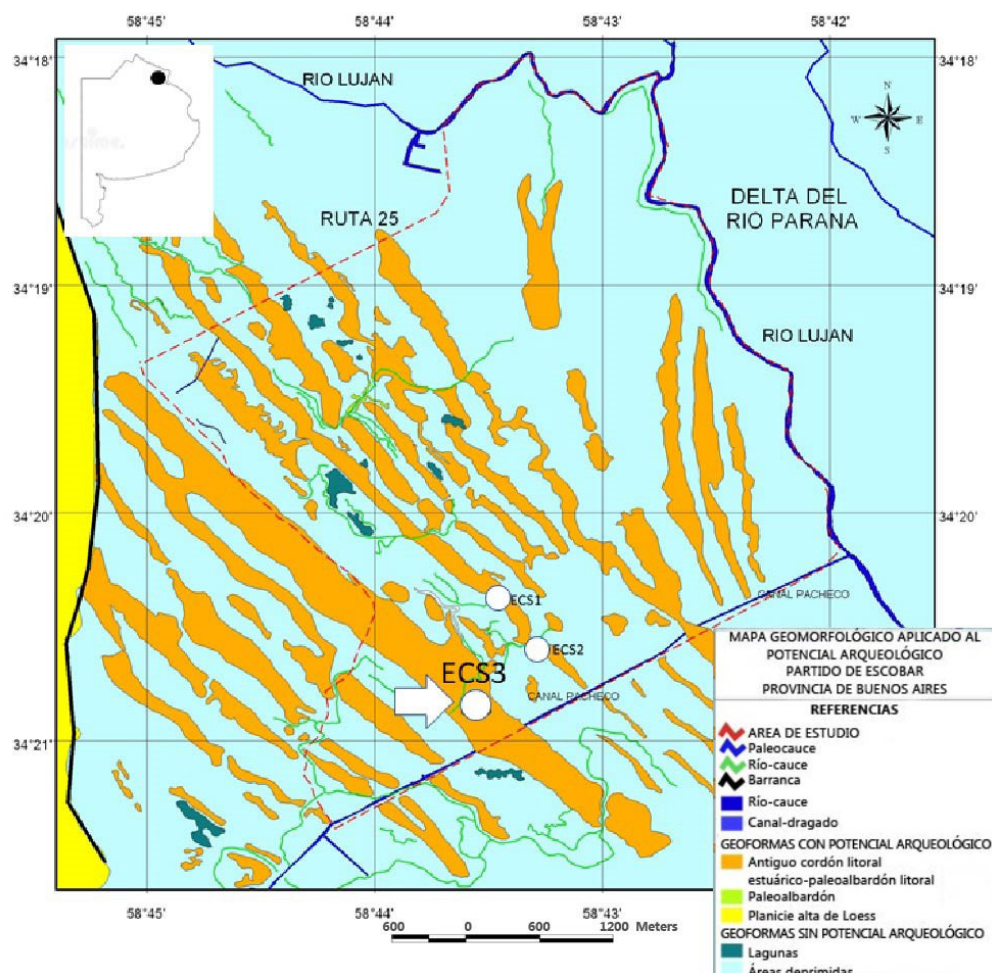 58°45' 58°44' 58°43' 58°42'
34°18' 34°18'
RIO LUJAN
N
W E
S
DELTA DEL
RIO PARANA
RUTA 25
34°19' 34°19'
RIO LUJAN
34°20' 34°20'
ECS1
CANAL PACHECO
ECS2
ECS3
CANAL PACHECO
34°21' 34°21'
58°45' 58°44' 58°43'
600 0 600 1200 Meters
MAPA GEOMORFOLÓGICO APLICADO AL
POTENCIAL ARQUEOLÓGICO
PARTIDO DE ESCOBAR
PROVINCIA DE BUENOS AIRES
REFERENCIAS
AREA DE ESTUDIO
Paleocauce
Río-cauce
Barranca
Río-cauce
Canal-dragado
GEOFORMAS CON POTENCIAL ARQUEOLÓGICO
Antiguo cordón litoral
estuárico-paleoalbardón litoral
Paleoalbardón
Planicie alta de Loess
GEOFORMAS SIN POTENCIAL ARQUEOLÓGICO
Lagunas
Áreas deprimidas